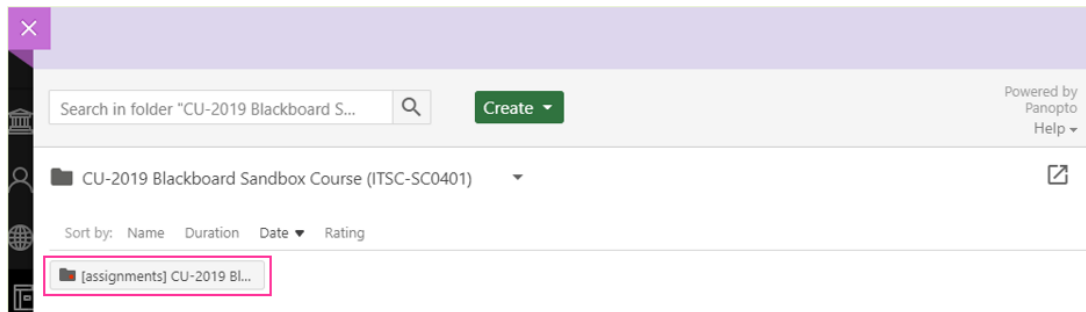 Search in folder "CU-2019 Blackboard S...
Create
Powered by
Panopto
Help
CU-2019 Blackboard Sandbox Course (ITSC-SC0401)
Sort by: Name Duration Date Rating
[assignments] CU-2019 Bl...